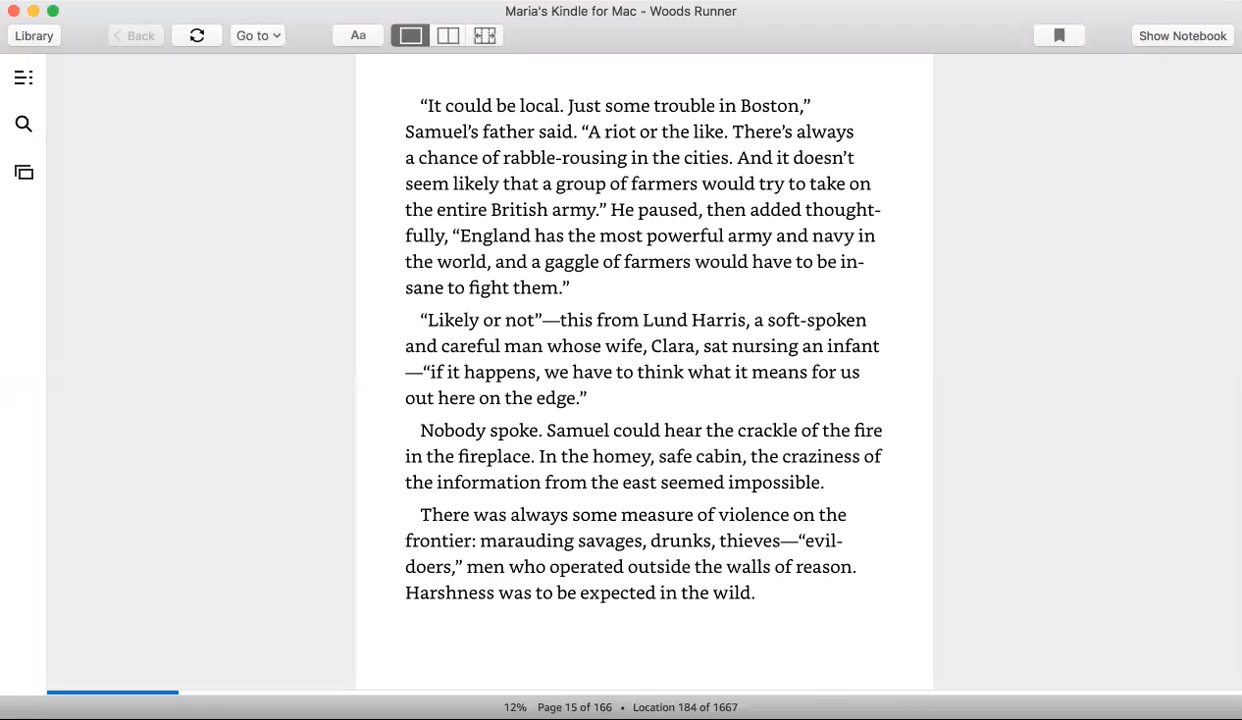 Maria's Kindle for Mac - Woods Runner
Library
Back
Go to
Aa
Show Notebook
“It could be local. Just some trouble in Boston,”
Samuel’s father said. “A riot or the like. There’s always
a chance of rabble-rousing in the cities. And it doesn’t
seem likely that a group of farmers would try to take on
the entire British army.” He paused, then added thought-
fully, “England has the most powerful army and navy in
the world, and a gaggle of farmers would have to be in-
sane to fight them.”
“Likely or not”—this from Lund Harris, a soft-spoken
and careful man whose wife, Clara, sat nursing an infant
—“if it happens, we have to think what it means for us
out here on the edge.”
Nobody spoke. Samuel could hear the crackle of the fire
in the fireplace. In the homey, safe cabin, the craziness of
the information from the east seemed impossible.
There was always some measure of violence on the
frontier: marauding savages, drunks, thieves—“evil-
doers,” men who operated outside the walls of reason.
Harshness was to be expected in the wild.
12% Page 15 of 166 • Location 184 of 1667